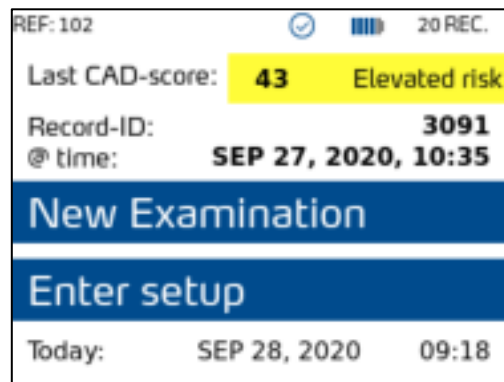 REF: 102 20 REC.
Last CAD-score: 43 Elevated risk
Record-ID: 3091
@ time: SEP 27, 2020, 10:35
New Examination
Enter setup
Today: SEP 28, 2020 09:18